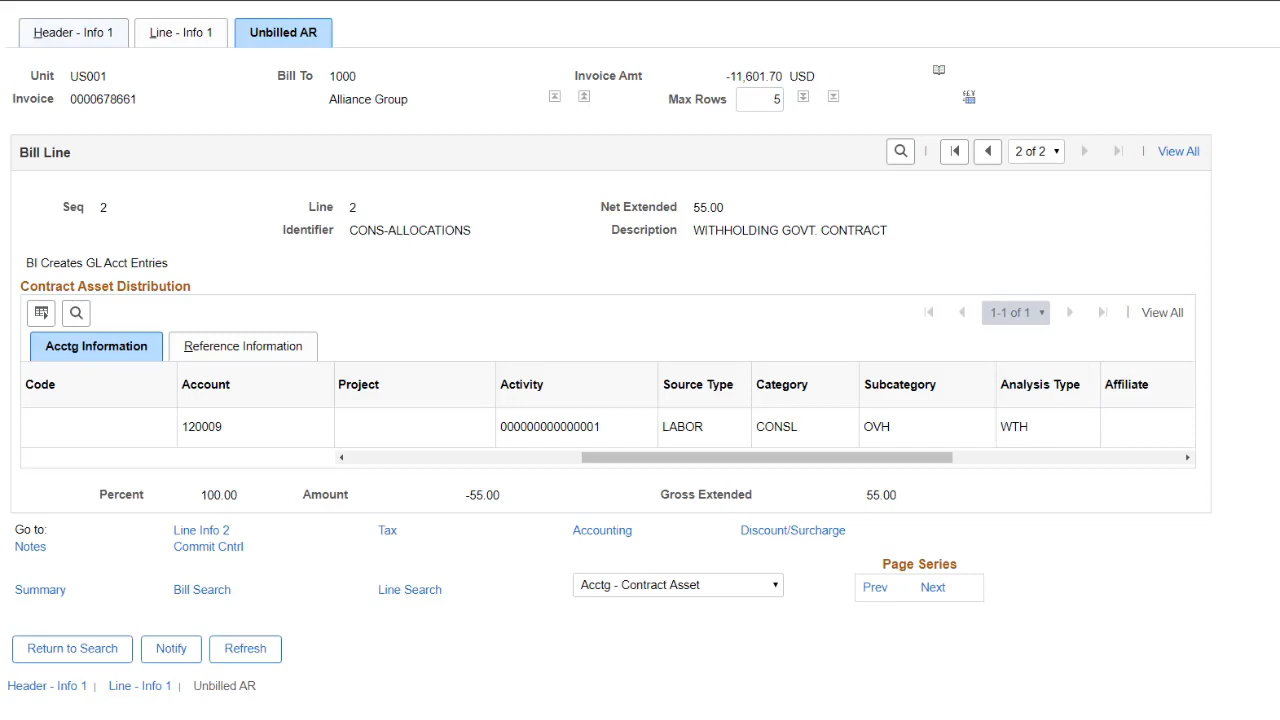 Header - Info 1 Line - Info 1 Unbilled AR
Unit US001 Bill To 1000 Invoice Amt -11,601.70 USD
Invoice 0000678661 Alliance Group Max Rows 5
Bill Line 2 of 2 View All
Seq 2 Line 2 Net Extended 55.00
Identifier CONS-ALLOCATIONS Description WITHHOLDING GOVT. CONTRACT
BI Creates GL Acct Entries
Contract Asset Distribution
1-1 of 1 View All
Acctg Information Reference Information
Code Account Project Activity Source Type Category Subcategory Analysis Type Affiliate
120009 000000000000001 LABOR CONSL OVH WTH
Percent 100.00 Amount -55.00 Gross Extended 55.00
Go to: Line Info 2 Tax Accounting Discount/Surcharge
Notes Commit Cntrl
Page Series
Summary Bill Search Line Search Acctg - Contract Asset Prev Next
Return to Search Notify Refresh
Header - Info 1 | Line - Info 1 | Unbilled AR